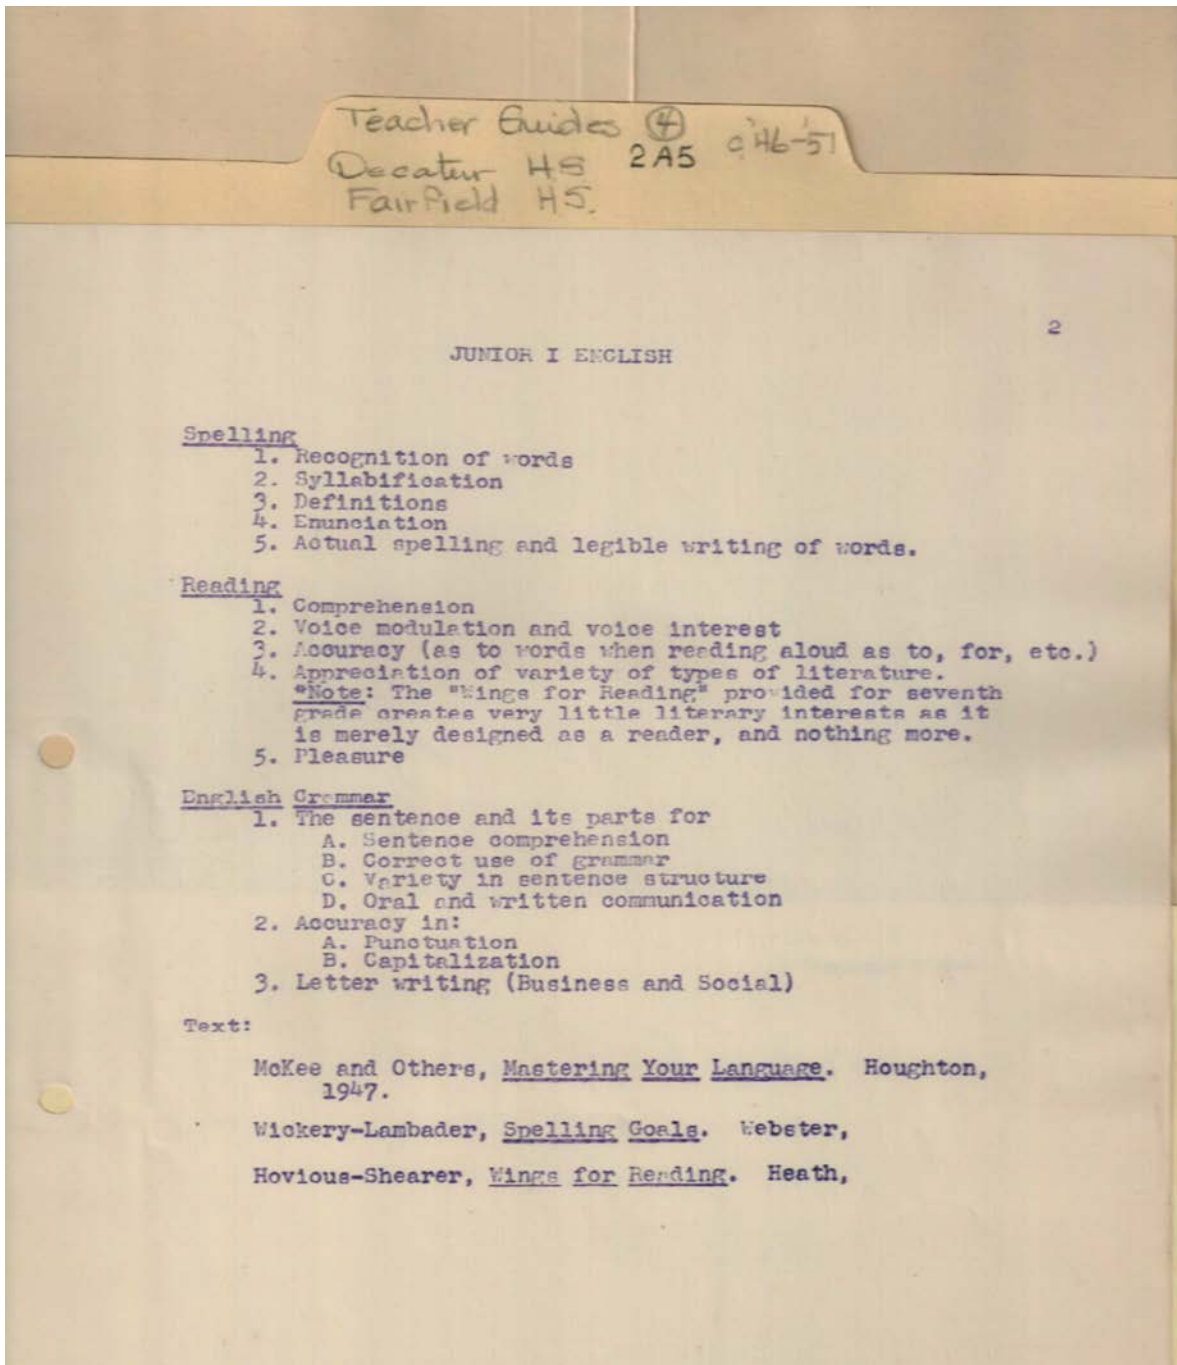 Teacher Guides 4
2A5
c '46-'51
Decatur HS
Fairfield HS.
2
JUNIOR I ENGLISH
Spelling
1. Recognition of words
2. Syllabification
3. Definitions
4. Enunciation
5. Actual spelling and legible writing of words.
Reading
1. Comprehension
2. Voice modulation and voice interest
3. Accuracy (as to words when reading aloud as to, for, etc.)
4. Appreciation of variety of types of literature.
*Note: The "Wings for Reading" provided for seventh
grade creates very little literary interests as it
is merely designed as a reader, and nothing more.
5. Pleasure
English Grammar
1. The sentence and its parts for
A. Sentence comprehension
B. Correct use of grammar
C. Variety in sentence structure
D. Oral and written communication
2. Accuracy in:
A. Punctuation
B. Capitalization
3. Letter writing (Business and Social)
Text:
McKee and Others, Mastering Your Language. Houghton,
1947.
Wickery-Lambader, Spelling Goals. Webster,
Hovious-Shearer, Wings for Reading. Heath,